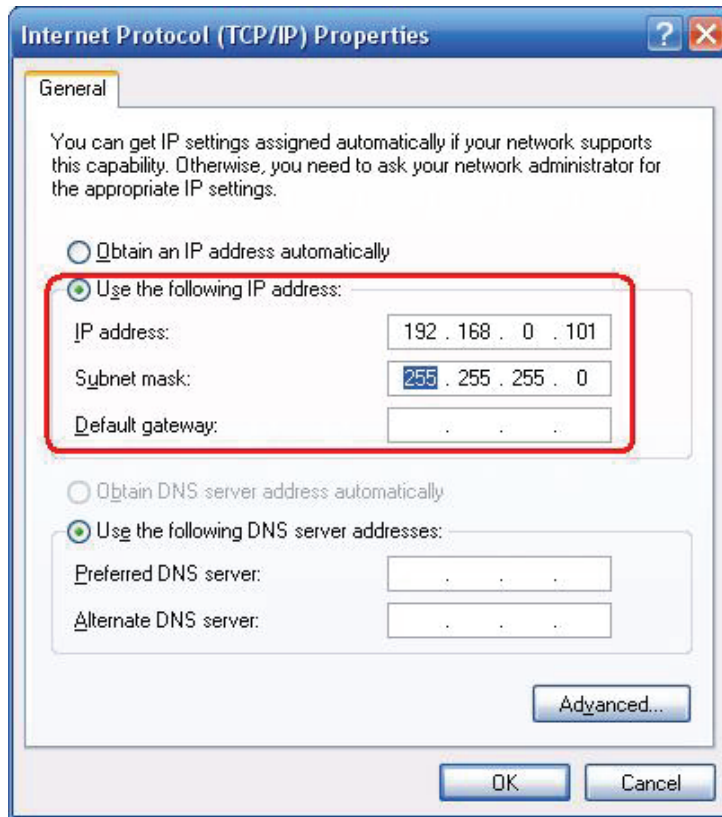 Internet Protocol (TCP/IP) Properties
General
You can get IP settings assigned automatically if your network supports
this capability. Otherwise, you need to ask your network administrator for
the appropriate IP settings.
Obtain an IP address automatically
Use the following IP address:
IP address: 192 . 168 . 0 . 101
Subnet mask: 255 . 255 . 255 . 0
Default gateway: . . .
Obtain DNS server address automatically
Use the following DNS server addresses:
Preferred DNS server: . . .
Alternate DNS server: . . .
Advanced...
OK Cancel